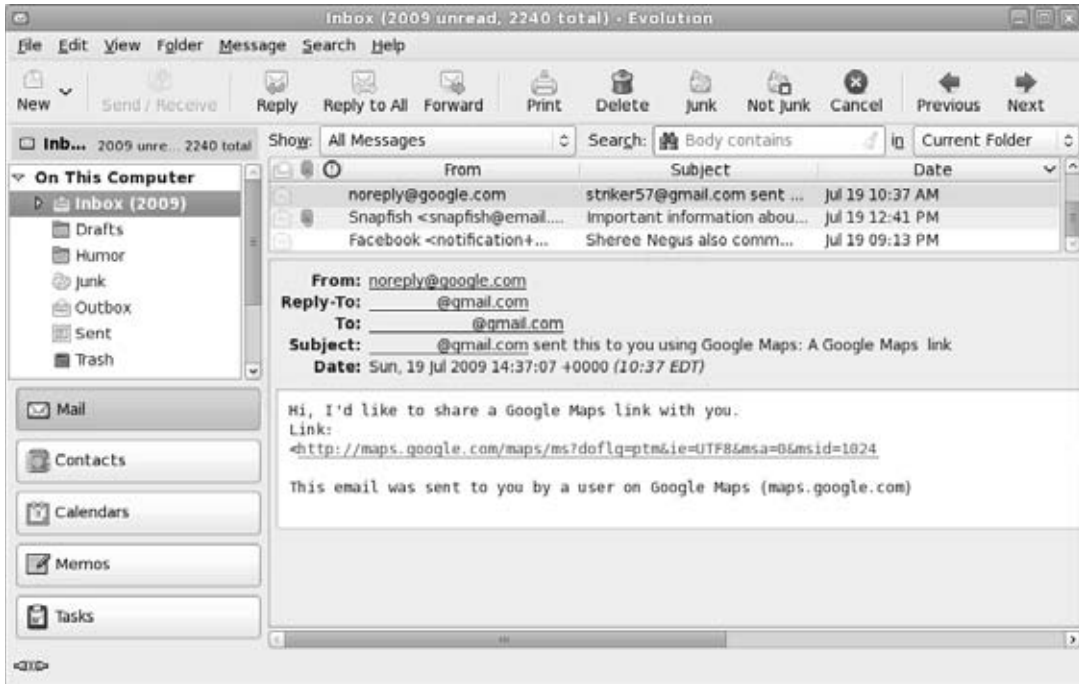 Inbox (2009 unread, 2240 total) - Evolution
File Edit View Folder Message Search Help
New Send / Receive Reply Reply to All Forward Print Delete Junk Not Junk Cancel Previous Next
Inb... 2009 unre... 2240 total
Show: All Messages Search: Body contains in Current Folder
On This Computer
Inbox (2009)
Drafts
Humor
Junk
Outbox
Sent
Trash
Mail
Contacts
Calendars
Memos
Tasks
From Subject Date
noreply@google.com striker57@gmail.com sent ... Jul 19 10:37 AM
Snapfish <snapfish@email.... Important information abou... Jul 19 12:41 PM
Facebook <notification+... Sheree Negus also comm... Jul 19 09:13 PM
From: noreply@google.com
Reply-To: @gmail.com
To: @gmail.com
Subject: @gmail.com sent this to you using Google Maps: A Google Maps link
Date: Sun, 19 Jul 2009 14:37:07 +0000 (10:37 EDT)
Hi, I'd like to share a Google Maps link with you.
Link:
<http://maps.google.com/maps/ms?doflg=ptm&ie=UTF8&msa=0&msid=1024
This email was sent to you by a user on Google Maps (maps.google.com)